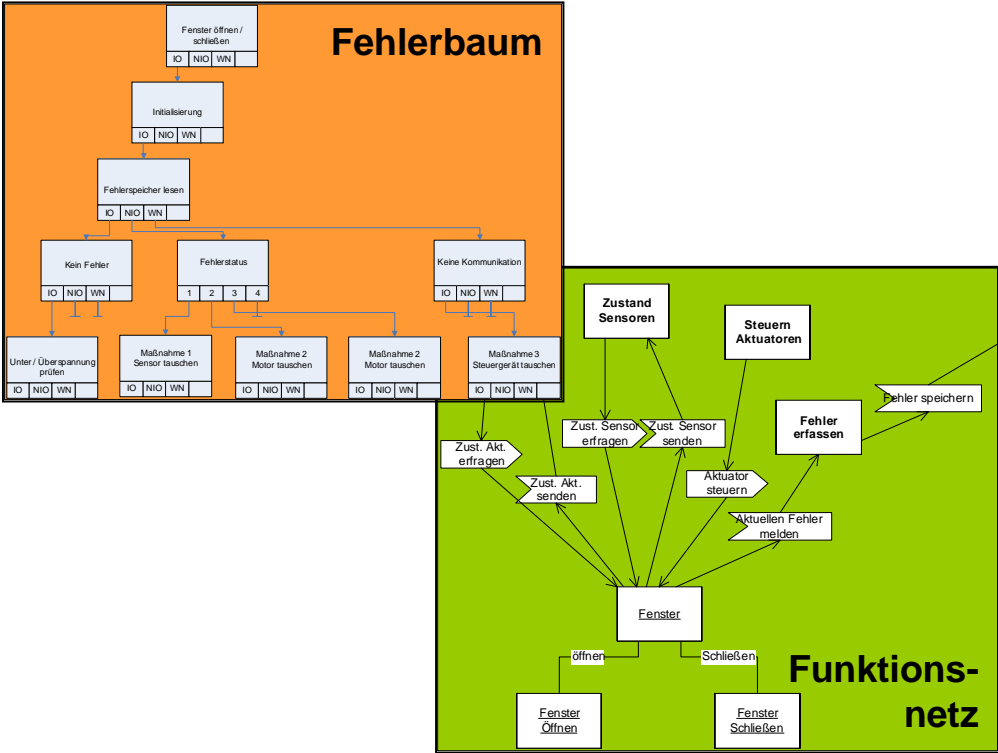 Fehlerbaum
Fenster öffnen /
schließen
IO NIO WN
Initialisierung
IO NIO WN
Fehlerspeicher lesen
IO NIO WN
Kein Fehler
IO NIO WN
Fehlerstatus
1 2 3 4
Keine Kommunikation
IO NIO WN
Unter / Überspannung
prüfen
IO NIO WN
Maßnahme 1
Sensor tauschen
IO NIO WN
Maßnahme 2
Motor tauschen
IO NIO WN
Maßnahme 2
Motor tauschen
IO NIO WN
Maßnahme 3
Steuergerät tauschen
IO NIO WN
Zustand
Sensoren
Steuern
Aktuatoren
Fehler
erfassen
Fehler speichern
Zust. Akt.
erfragen
Zust. Akt.
senden
Zust. Sensor
erfragen
Zust. Sensor
senden
Aktuator
steuern
Aktuellen Fehler
melden
Fenster
öffnen
Schließen
Fenster
Öffnen
Fenster
Schließen
Funktions-
netz